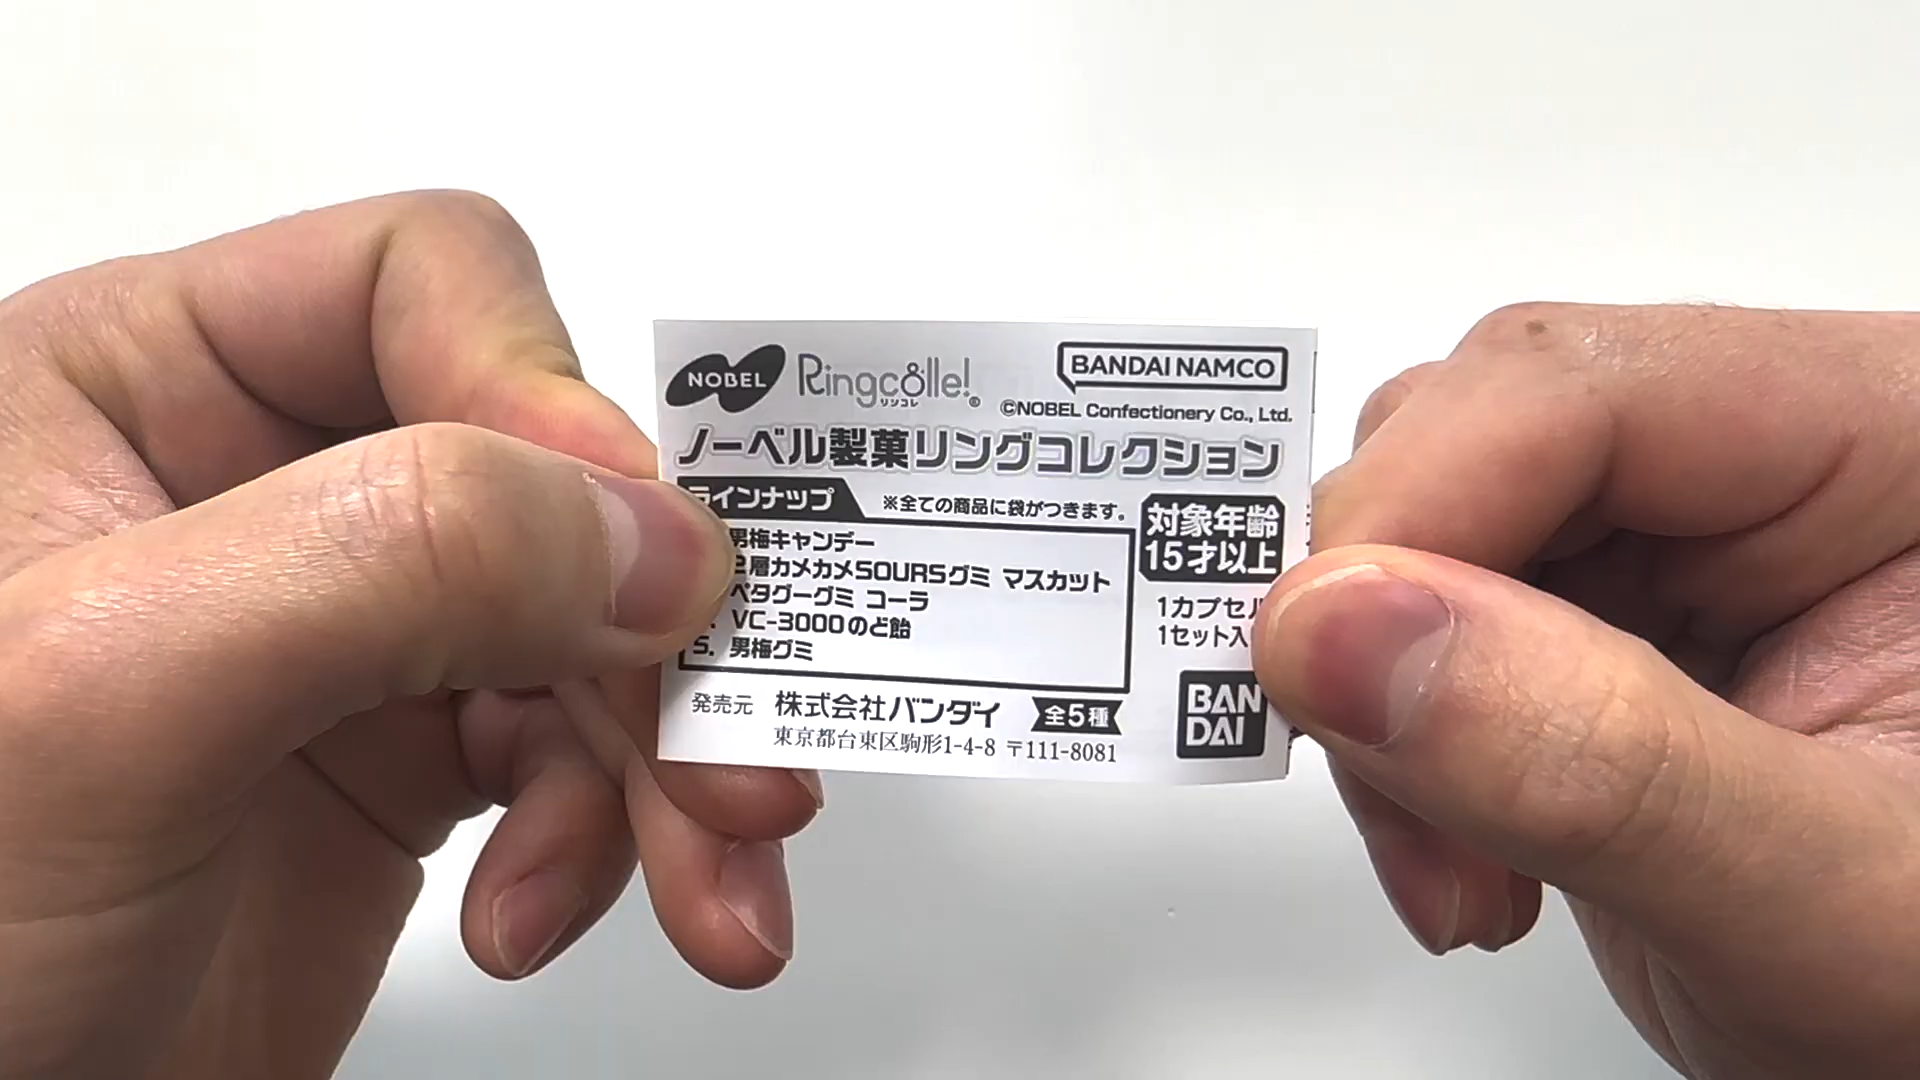 NOBEL Ringcolle!® BANDAI NAMCO
リンコレ
©NOBEL Confectionery Co., Ltd.
ノーベル製菓リングコレクション
ラインナップ ※全ての商品に袋がつきます。
対象年齢
15才以上
男梅キャンデー
2層カメカメSOURSグミ マスカット
ペタグーグミ コーラ
VC-3000のど飴
5. 男梅グミ
1カプセル
1セット入
発売元 株式会社バンダイ 全5種
東京都台東区駒形1-4-8 〒111-8081
BAN
DAI